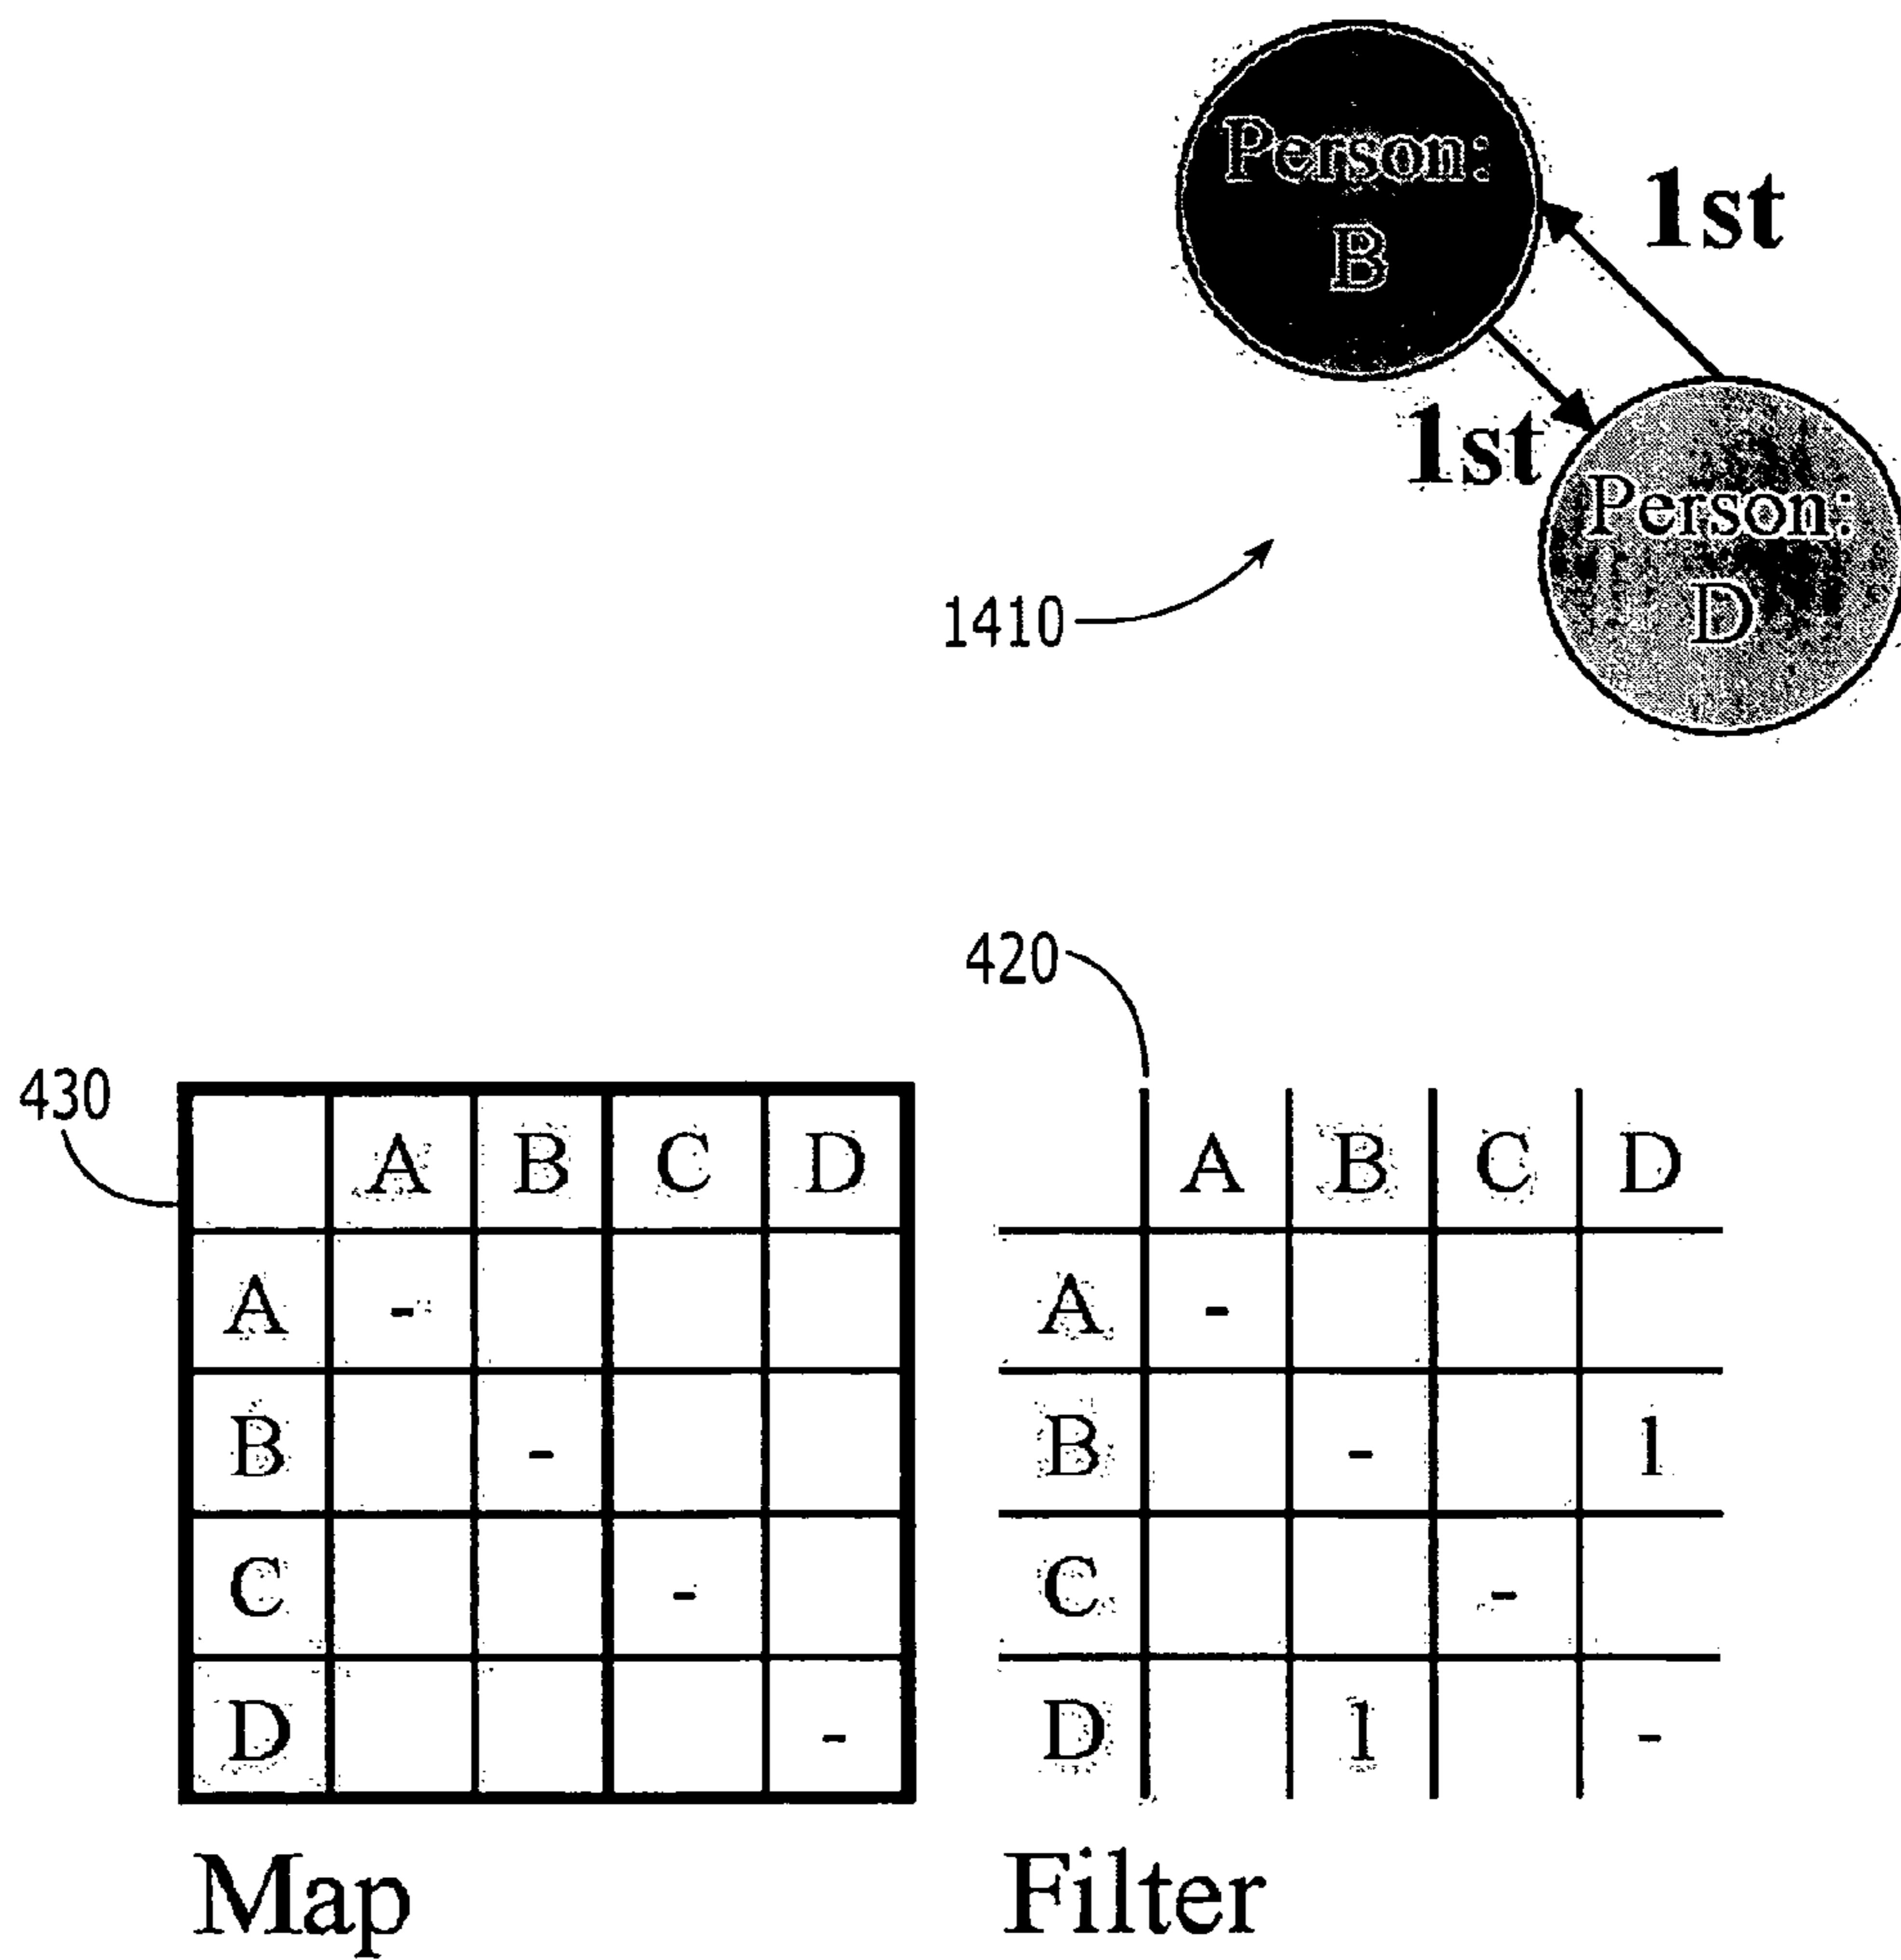 Person:
B
1st
1st
Person:
D
1410
420
430
A B C D
A -
B -
C -
D -
Map
A B C D
A -
B - 1
C -
D 1 -
Filter